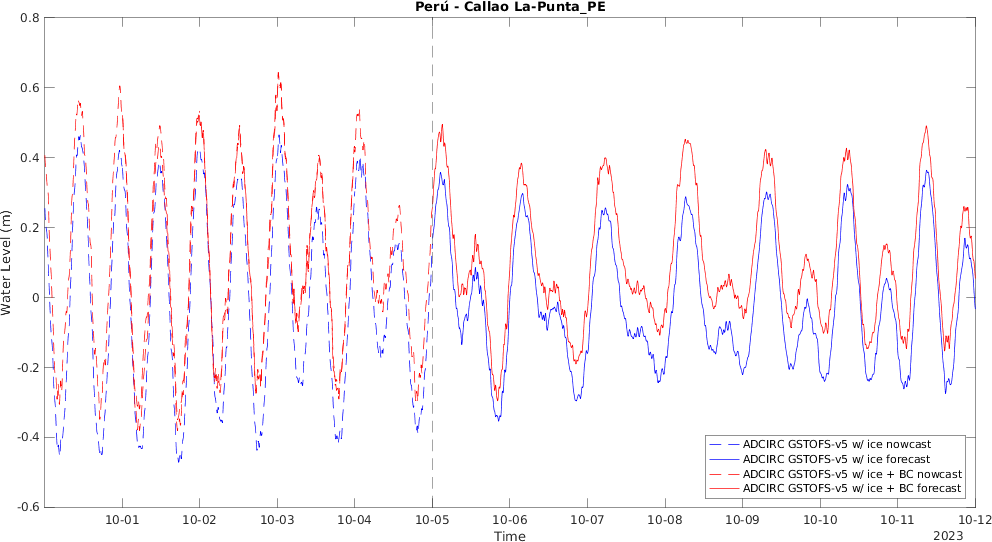 Perú - Callao La-Punta_PE
0.8
0.6
0.4
0.2
0
-0.2
-0.4
-0.6
Water Level (m)
ADCIRC GSTOFS-v5 w/ ice nowcast
ADCIRC GSTOFS-v5 w/ ice forecast
ADCIRC GSTOFS-v5 w/ ice + BC nowcast
ADCIRC GSTOFS-v5 w/ ice + BC forecast
10-01 10-02 10-03 10-04 10-05 10-06 10-07 10-08 10-09 10-10 10-11 10-12
Time
2023